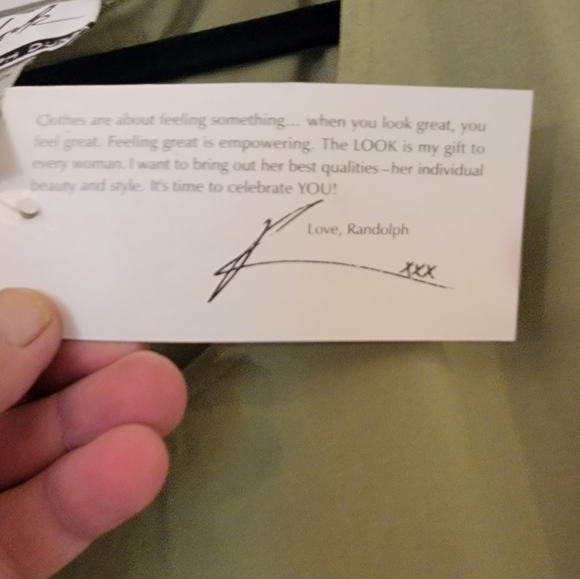 Clothes are about feeling something... when you look great, you
feel great. Feeling great is empowering. The LOOK is my gift to
every woman. I want to bring out her best qualities–her individual
beauty and style. It's time to celebrate YOU!
Love, Randolph
xxx